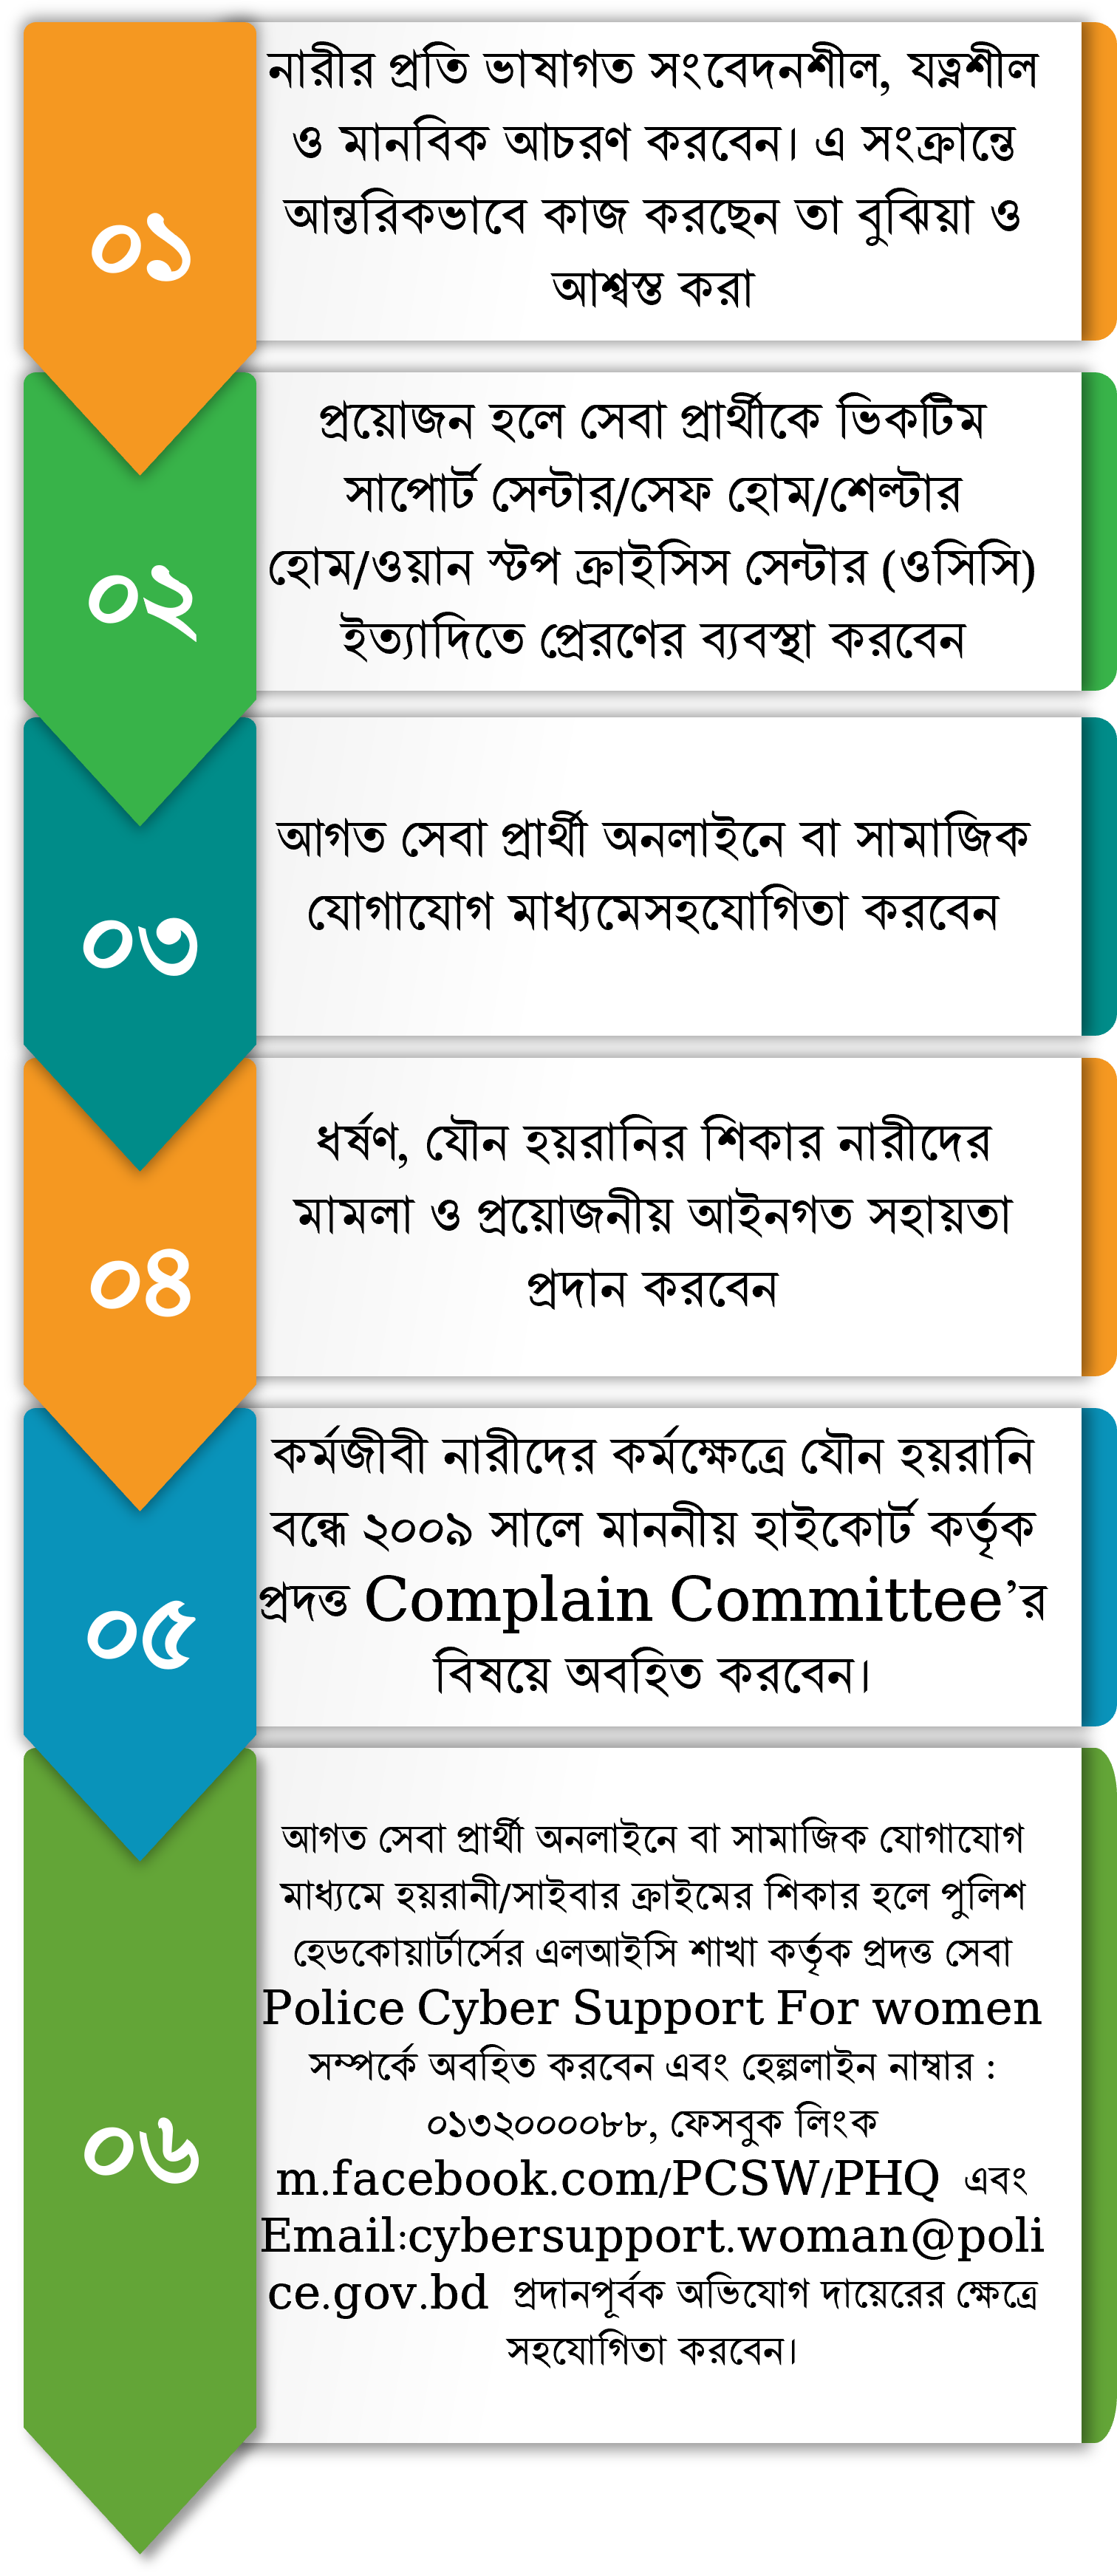 ০১
নারীর প্রতি ভাষাগত সংবেদনশীল, যত্নশীল
ও মানবিক আচরণ করবেন। এ সংক্রান্তে
আন্তরিকভাবে কাজ করছেন তা বুঝিয়া ও
আশ্বস্ত করা
০২
প্রয়োজন হলে সেবা প্রার্থীকে ভিকটিম
সাপোর্ট সেন্টার/সেফ হোম/শেল্টার
হোম/ওয়ান স্টপ ক্রাইসিস সেন্টার (ওসিসি)
ইত্যাদিতে প্রেরণের ব্যবস্থা করবেন
০৩
আগত সেবা প্রার্থী অনলাইনে বা সামাজিক
যোগাযোগ মাধ্যমেসহযোগিতা করবেন
০৪
ধর্ষণ, যৌন হয়রানির শিকার নারীদের
মামলা ও প্রয়োজনীয় আইনগত সহায়তা
প্রদান করবেন
০৫
কর্মজীবী নারীদের কর্মক্ষেত্রে যৌন হয়রানি
বন্ধে ২০০৯ সালে মাননীয় হাইকোর্ট কর্তৃক
প্রদত্ত Complain Committee’র
বিষয়ে অবহিত করবেন।
০৬
আগত সেবা প্রার্থী অনলাইনে বা সামাজিক যোগাযোগ
মাধ্যমে হয়রানী/সাইবার ক্রাইমের শিকার হলে পুলিশ
হেডকোয়ার্টার্সের এলআইসি শাখা কর্তৃক প্রদত্ত সেবা
Police Cyber Support For women
সম্পর্কে অবহিত করবেন এবং হেল্পলাইন নাম্বার :
০১৩২০০০০৮৮, ফেসবুক লিংক
m.facebook.com/PCSW/PHQ এবং
Email:cybersupport.woman@poli
ce.gov.bd প্রদানপূর্বক অভিযোগ দায়েরের ক্ষেত্রে
সহযোগিতা করবেন।